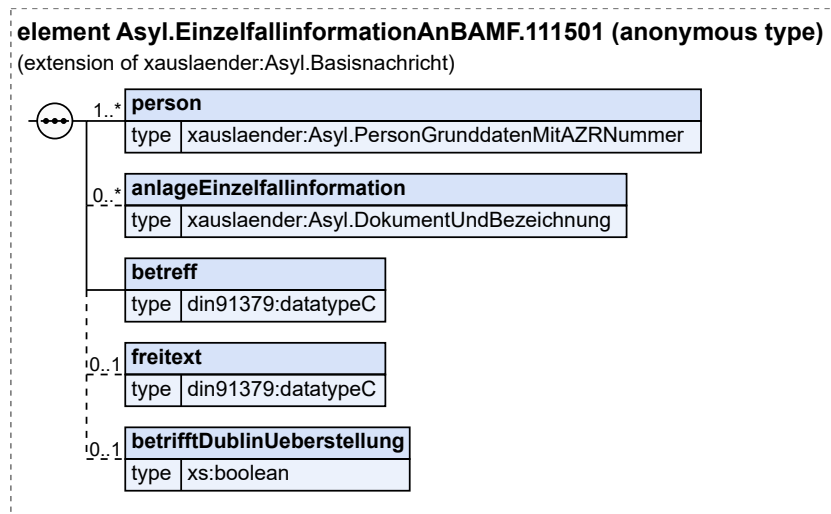 element Asyl.EinzelfallinformationAnBAMF.111501 (anonymous type)
(extension of xauslaender:Asyl.Basisnachricht)
1..* person
type xauslaender:Asyl.PersonGrunddatenMitAZRNummer
0..* anlageEinzelfallinformation
type xauslaender:Asyl.DokumentUndBezeichnung
betreff
type din91379:datatypeC
0..1 freitext
type din91379:datatypeC
0..1 betrifftDublinUeberstellung
type xs:boolean